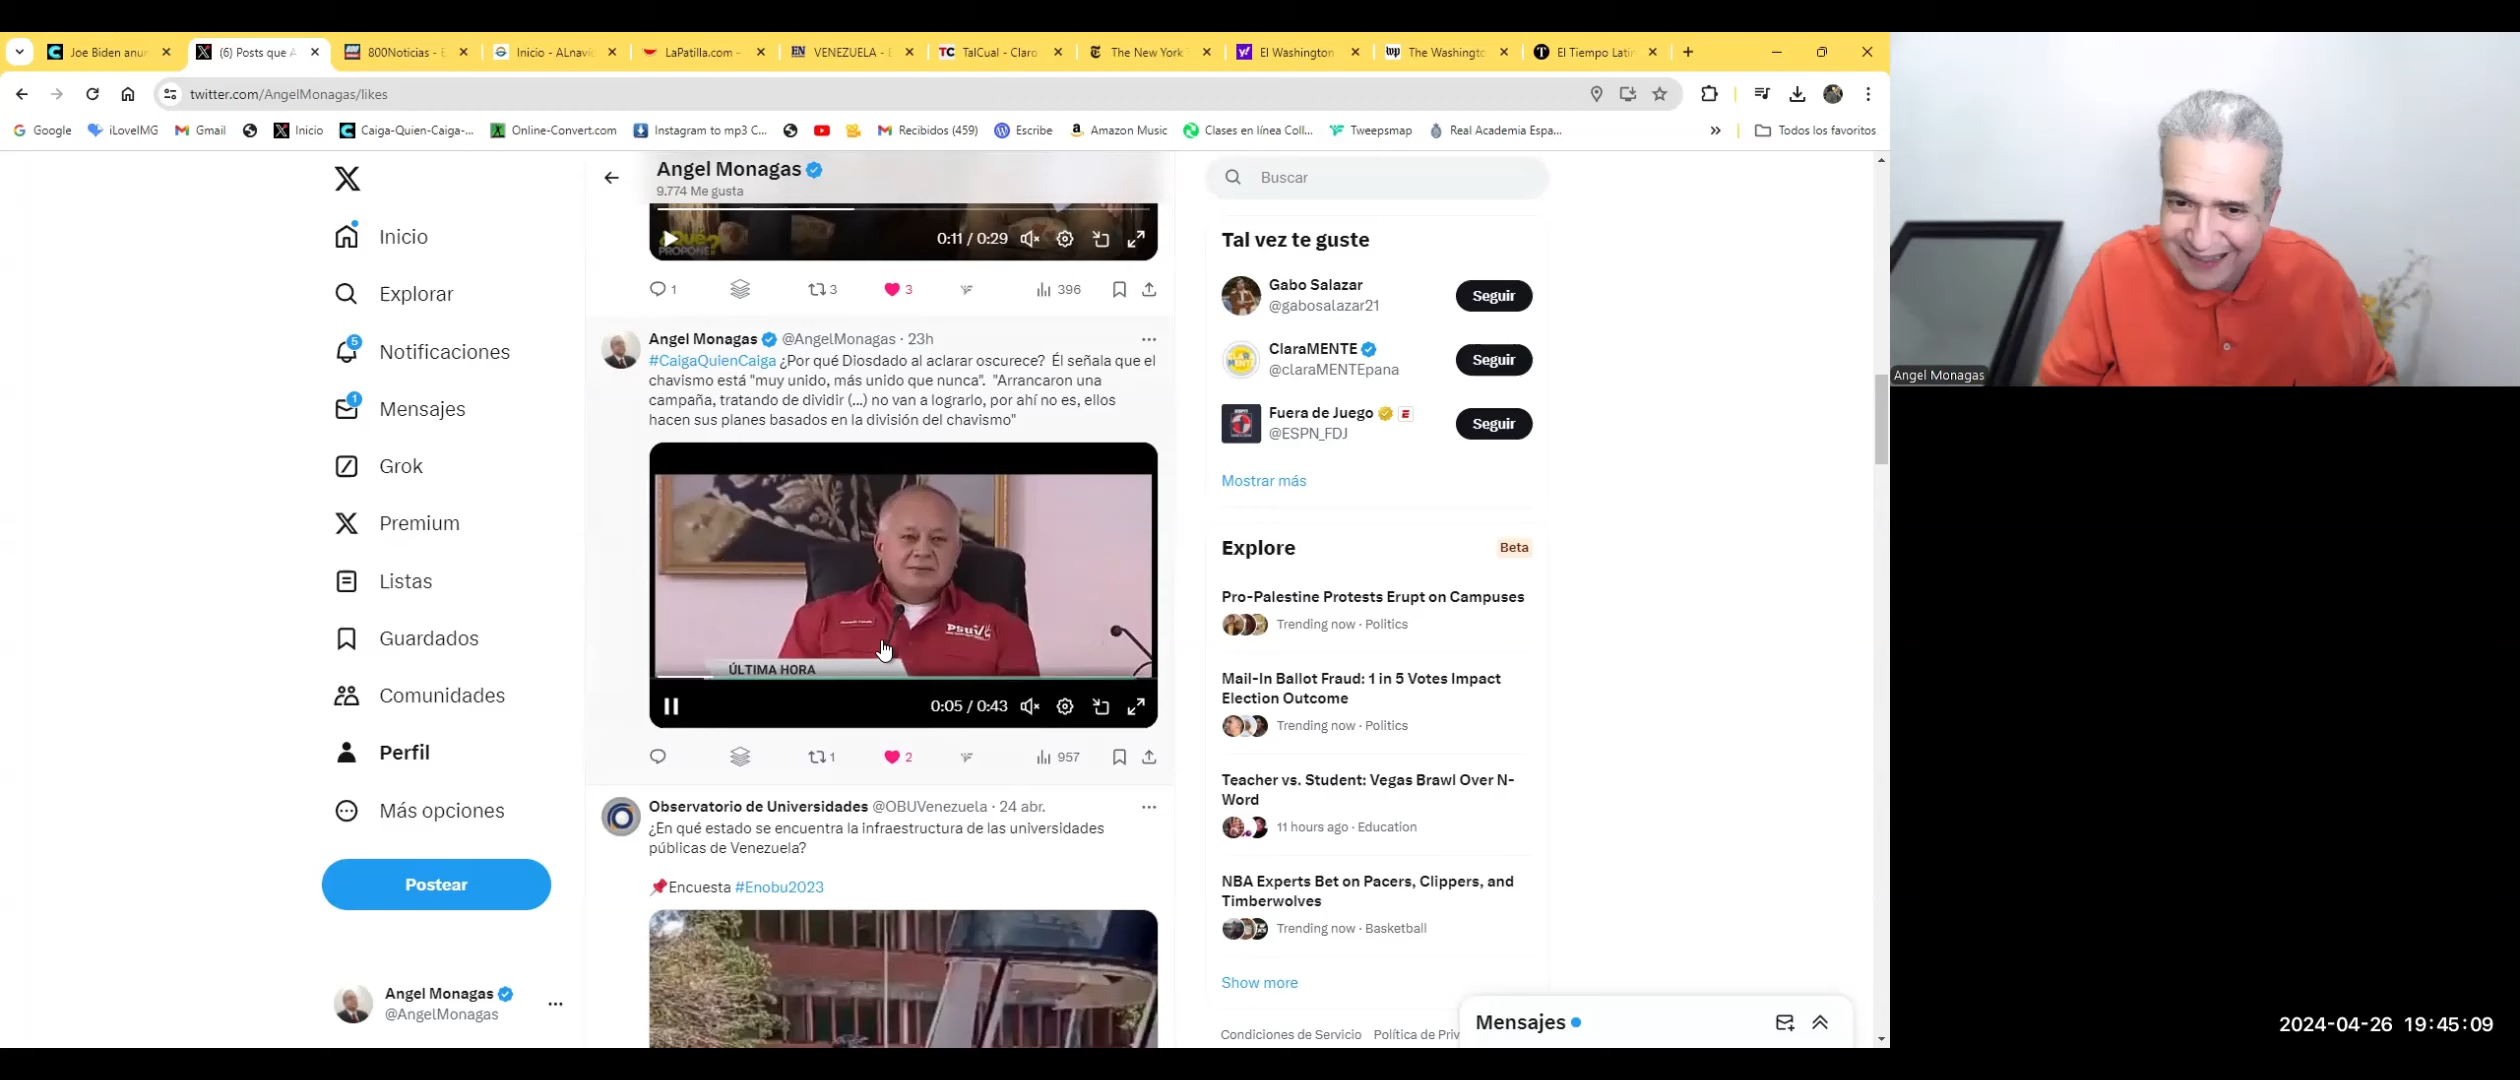 Joe Biden anun
(6) Posts que A
800Noticias - E
Inicio - ALnavíc
LaPatilla.com -
VENEZUELA - E
TalCual - Claro
The New York
El Washington
The Washingto
El Tiempo Latin
twitter.com/AngelMonagas/likes
Google
iLoveIMG
Gmail
Inicio
Caiga-Quien-Caiga-...
Online-Convert.com
Instagram to mp3 C...
Recibidos (459)
Escribe
Amazon Music
Clases en línea Coll...
Tweepsmap
Real Academia Espa...
Todos los favoritos
Inicio
Explorar
5
Notificaciones
1
Mensajes
Grok
Premium
Listas
Guardados
Comunidades
Perfil
Más opciones
Postear
Angel Monagas
@AngelMonagas
Angel Monagas
9.774 Me gusta
¿Qué
PROPONE?
0:11 / 0:29
1
3
3
396
Angel Monagas @AngelMonagas · 23h
#CaigaQuienCaiga ¿Por qué Diosdado al aclarar oscurece? Él señala que el
chavismo está "muy unido, más unido que nunca". "Arrancaron una
campaña, tratando de dividir (...) no van a lograrlo, por ahí no es, ellos
hacen sus planes basados en la división del chavismo"
PSUV
ÚLTIMA HORA
0:05 / 0:43
1
2
957
Observatorio de Universidades @OBUVenezuela · 24 abr.
¿En qué estado se encuentra la infraestructura de las universidades
públicas de Venezuela?
Encuesta #Enobu2023
Buscar
Tal vez te guste
Gabo Salazar
@gabosalazar21
Seguir
ClaraMENTE
@claraMENTEpana
Seguir
Fuera de Juego
@ESPN_FDJ
Seguir
Mostrar más
Explore
Beta
Pro-Palestine Protests Erupt on Campuses
Trending now · Politics
Mail-In Ballot Fraud: 1 in 5 Votes Impact
Election Outcome
Trending now · Politics
Teacher vs. Student: Vegas Brawl Over N-
Word
11 hours ago · Education
NBA Experts Bet on Pacers, Clippers, and
Timberwolves
Trending now · Basketball
Show more
Condiciones de Servicio Política de Priv
Mensajes
Angel Monagas
2024-04-26 19:45:09